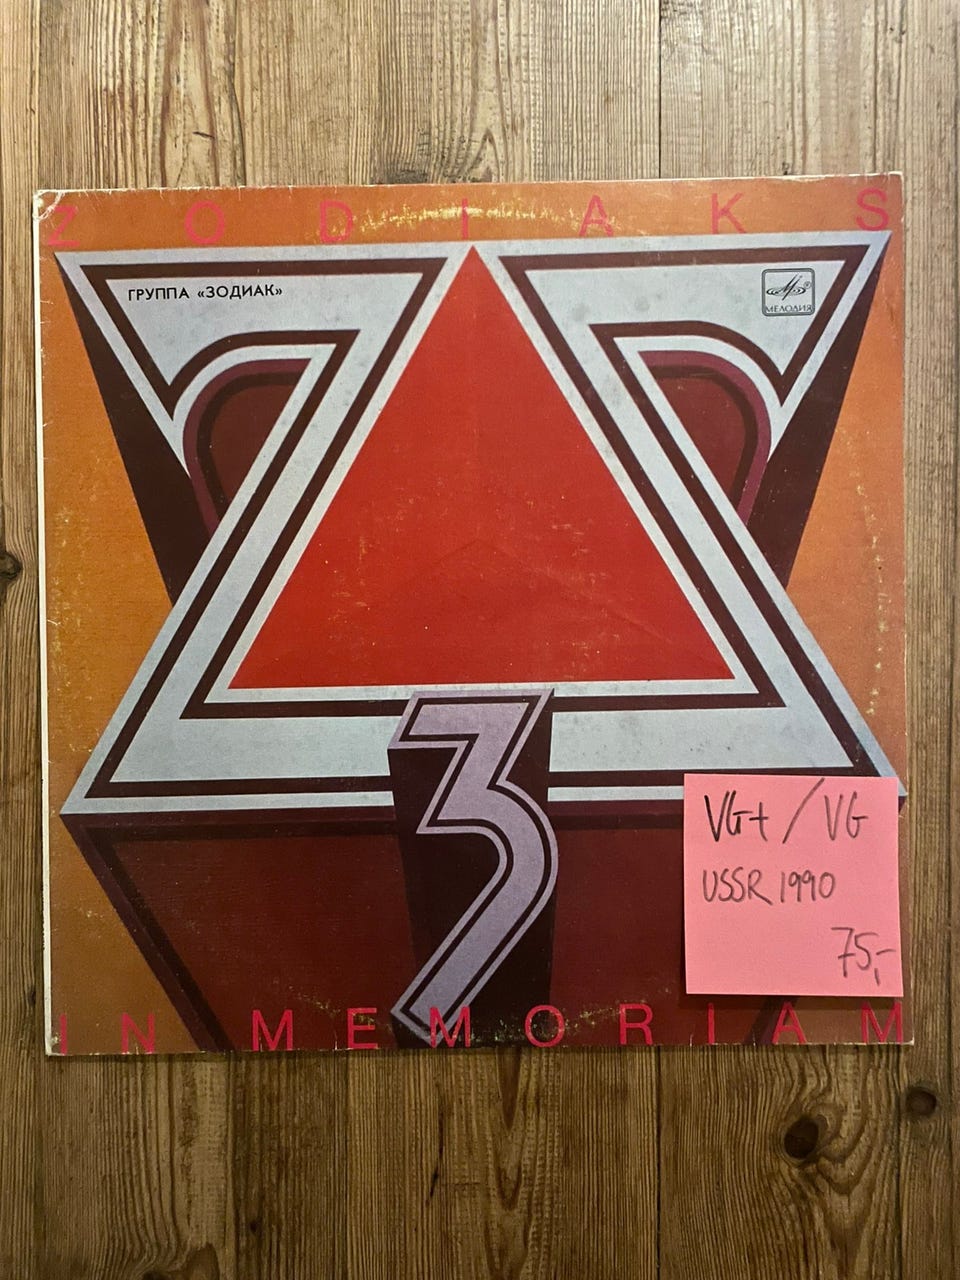 ZODIAKS
ГРУППА «ЗОДИАК»
МЕЛОДИЯ
3
VG+/VG
USSR 1990
75,-
IN MEMORIAM